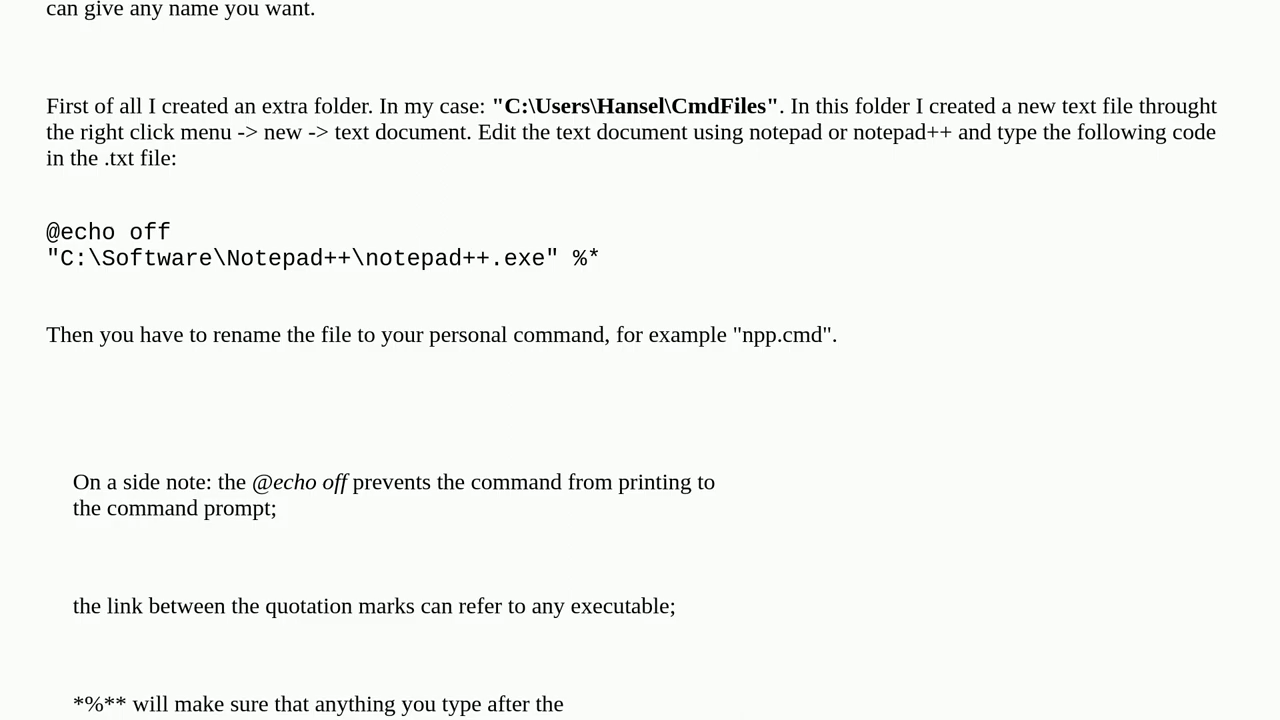 can give any name you want.
First of all I created an extra folder. In my case: "C:\Users\Hansel\CmdFiles". In this folder I created a new text file throught
the right click menu -> new -> text document. Edit the text document using notepad or notepad++ and type the following code
in the .txt file:
@echo off
"C:\Software\Notepad++\notepad++.exe" %*
Then you have to rename the file to your personal command, for example "npp.cmd".
On a side note: the @echo off prevents the command from printing to
the command prompt;
the link between the quotation marks can refer to any executable;
*%** will make sure that anything you type after the